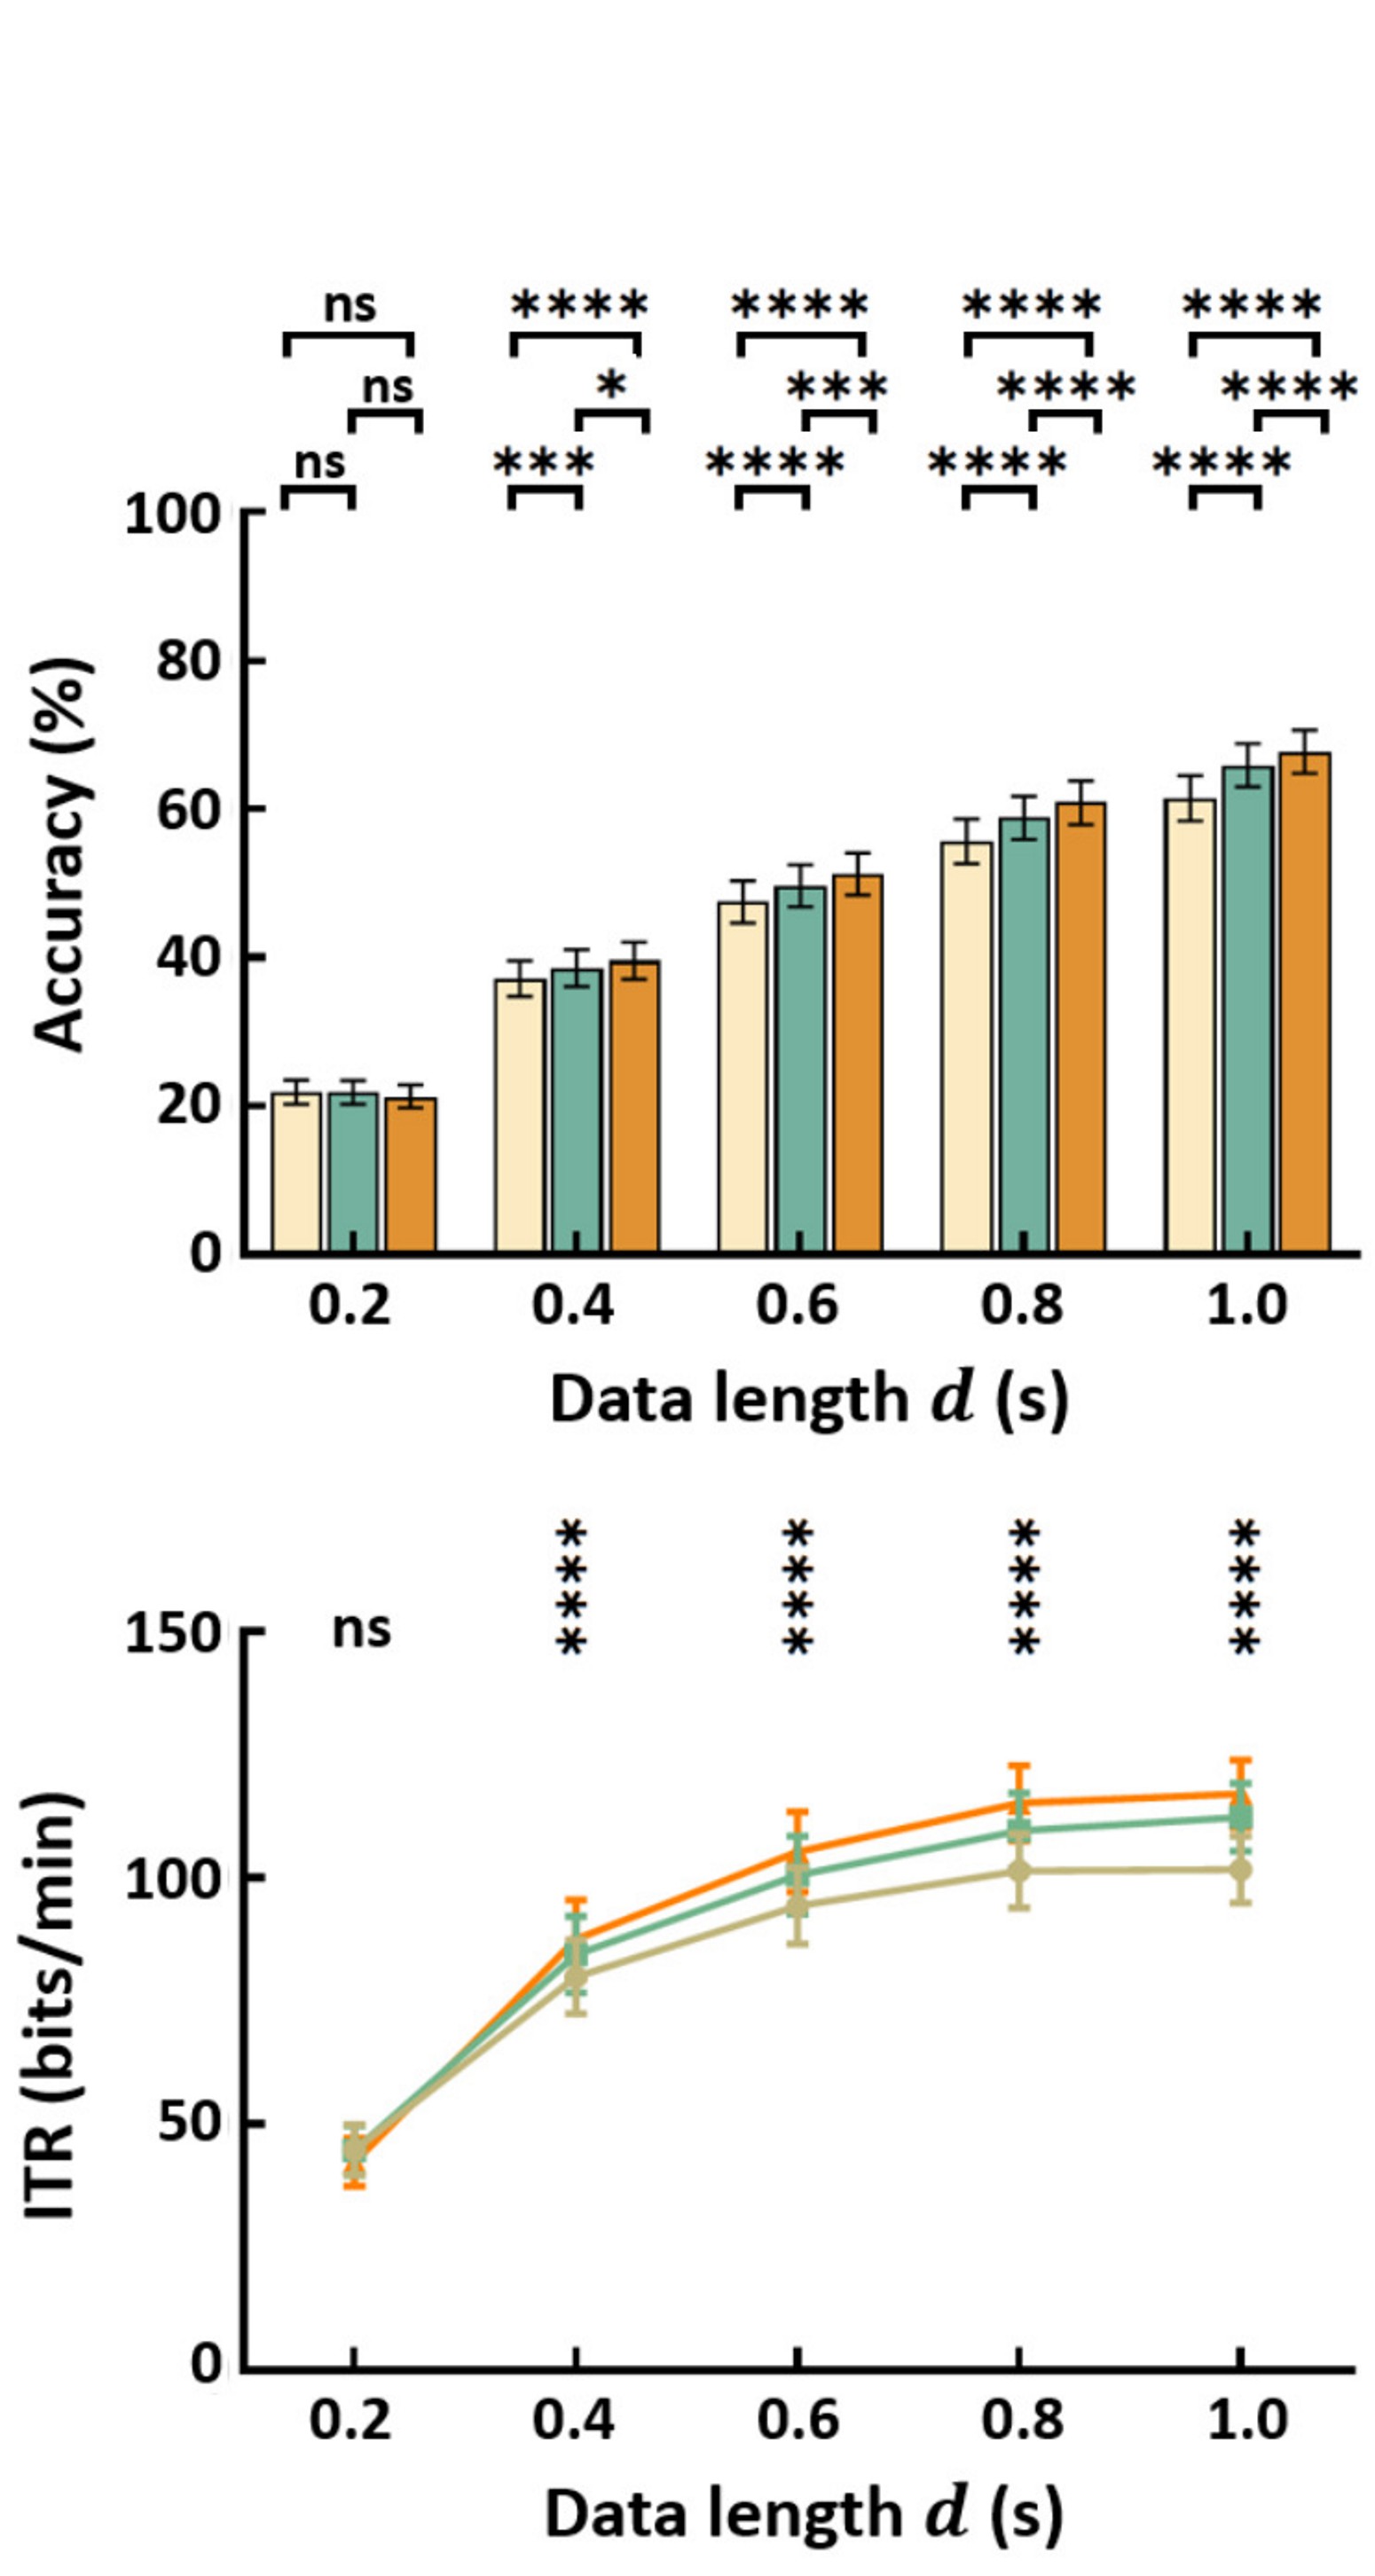 ns **** **** **** ****
ns * *** **** ****
ns *** **** **** ****
100
80
60
40
20
0
Accuracy (%)
0.2 0.4 0.6 0.8 1.0
Data length d (s)
ns **** **** **** ****
150
100
50
0
ITR (bits/min)
0.2 0.4 0.6 0.8 1.0
Data length d (s)